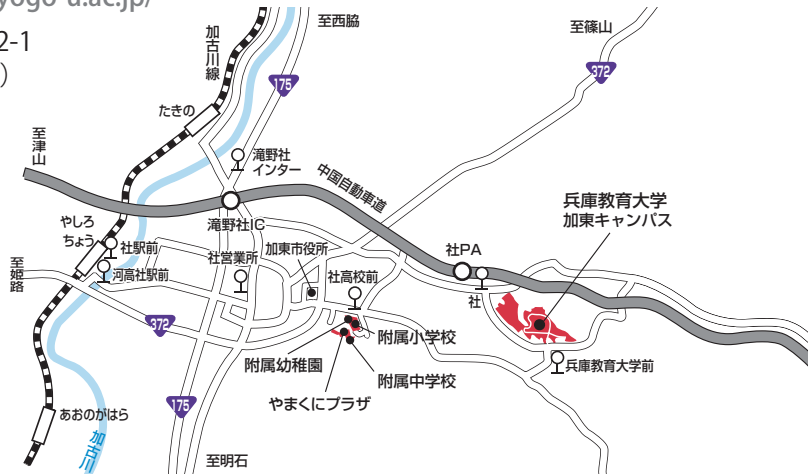 yogo-u.ac.jp/
2-1
）
加古川線
至西脇
至篠山
175
372
たきの
至津山
滝野社
インター
中国自動車道
兵庫教育大学
加東キャンパス
やしろ
ちょう
滝野社IC
社PA
社駅前
社営業所
加東市役所
至姫路
河高社駅前
社高校前
社
372
附属小学校
附属幼稚園
兵庫教育大学前
附属中学校
やまくにプラザ
175
あおのがはら
加古川
至明石